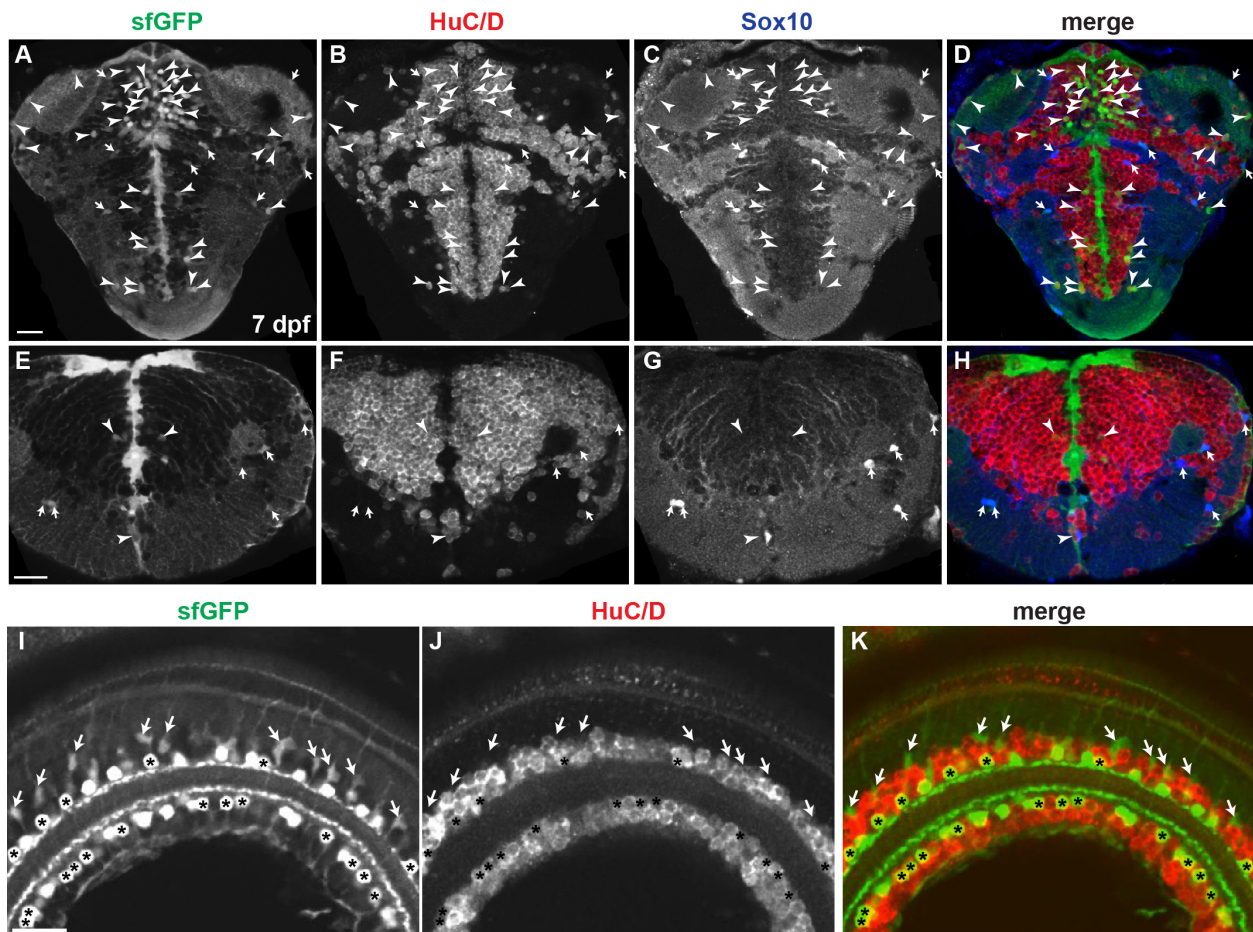 sfGFP HuC/D Sox10 merge
A B C D
7 dpf
E F G H
sfGFP HuC/D merge
I J K